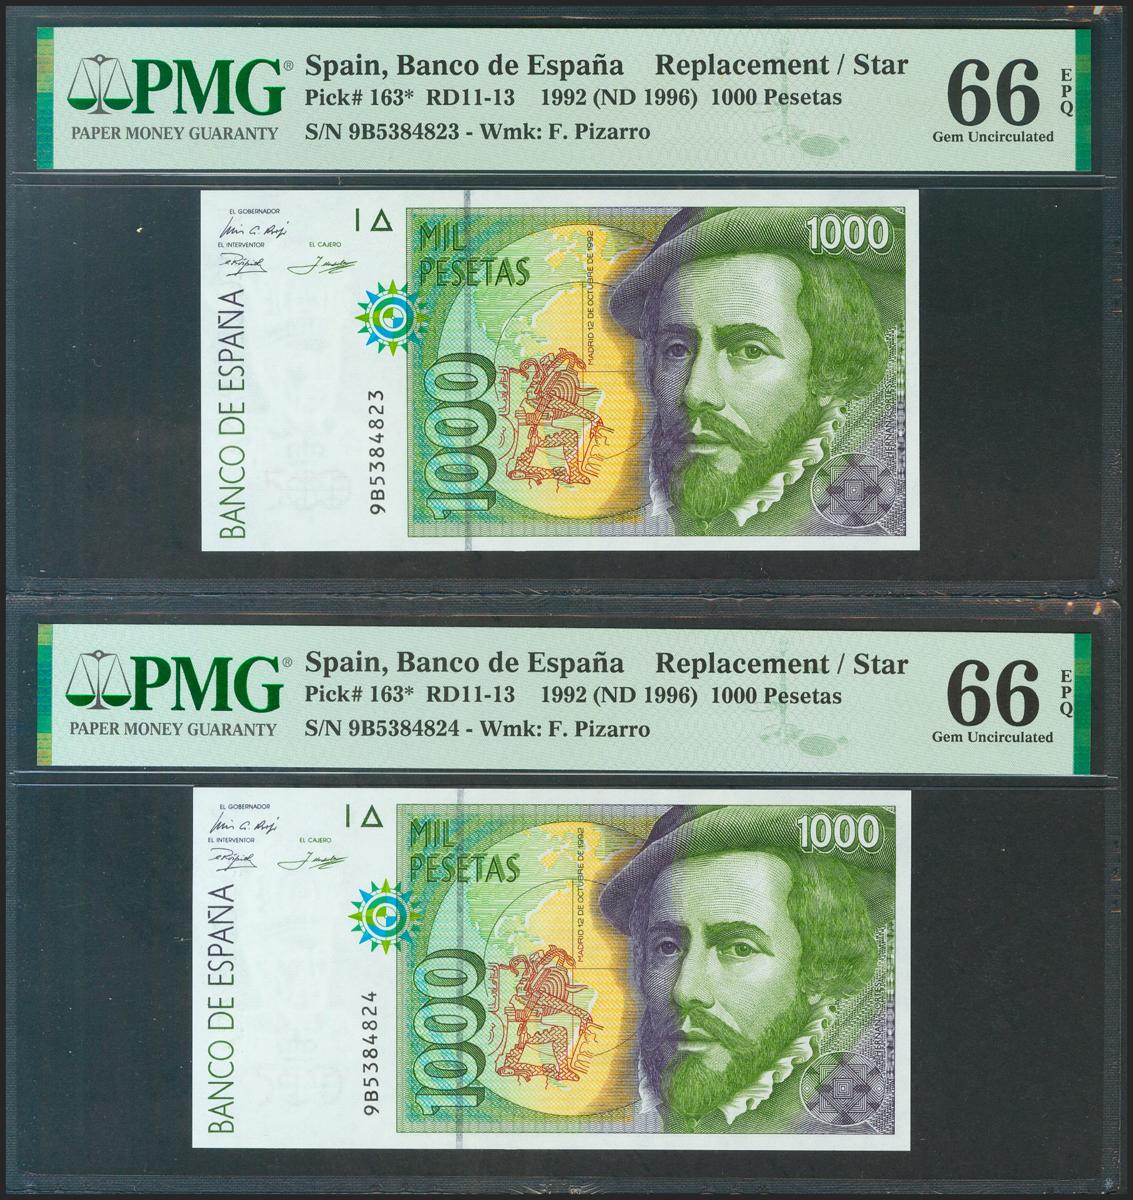 PMG®
PAPER MONEY GUARANTY
Spain, Banco de España Replacement / Star
Pick# 163* RD11-13 1992 (ND 1996) 1000 Pesetas
S/N 9B5384823 - Wmk: F. Pizarro
66
EPQ
Gem Uncirculated
EL GOBERNADOR
EL INTERVENTOR
EL CAJERO
BANCO DE ESPAÑA
9B5384823
MIL
PESETAS
1000
MADRID 12 DE OCTUBRE DE 1992
1000
HERNAN CORTES
PMG®
PAPER MONEY GUARANTY
Spain, Banco de España Replacement / Star
Pick# 163* RD11-13 1992 (ND 1996) 1000 Pesetas
S/N 9B5384824 - Wmk: F. Pizarro
66
EPQ
Gem Uncirculated
EL GOBERNADOR
EL INTERVENTOR
EL CAJERO
BANCO DE ESPAÑA
9B5384824
MIL
PESETAS
1000
MADRID 12 DE OCTUBRE DE 1992
1000
HERNAN CORTES